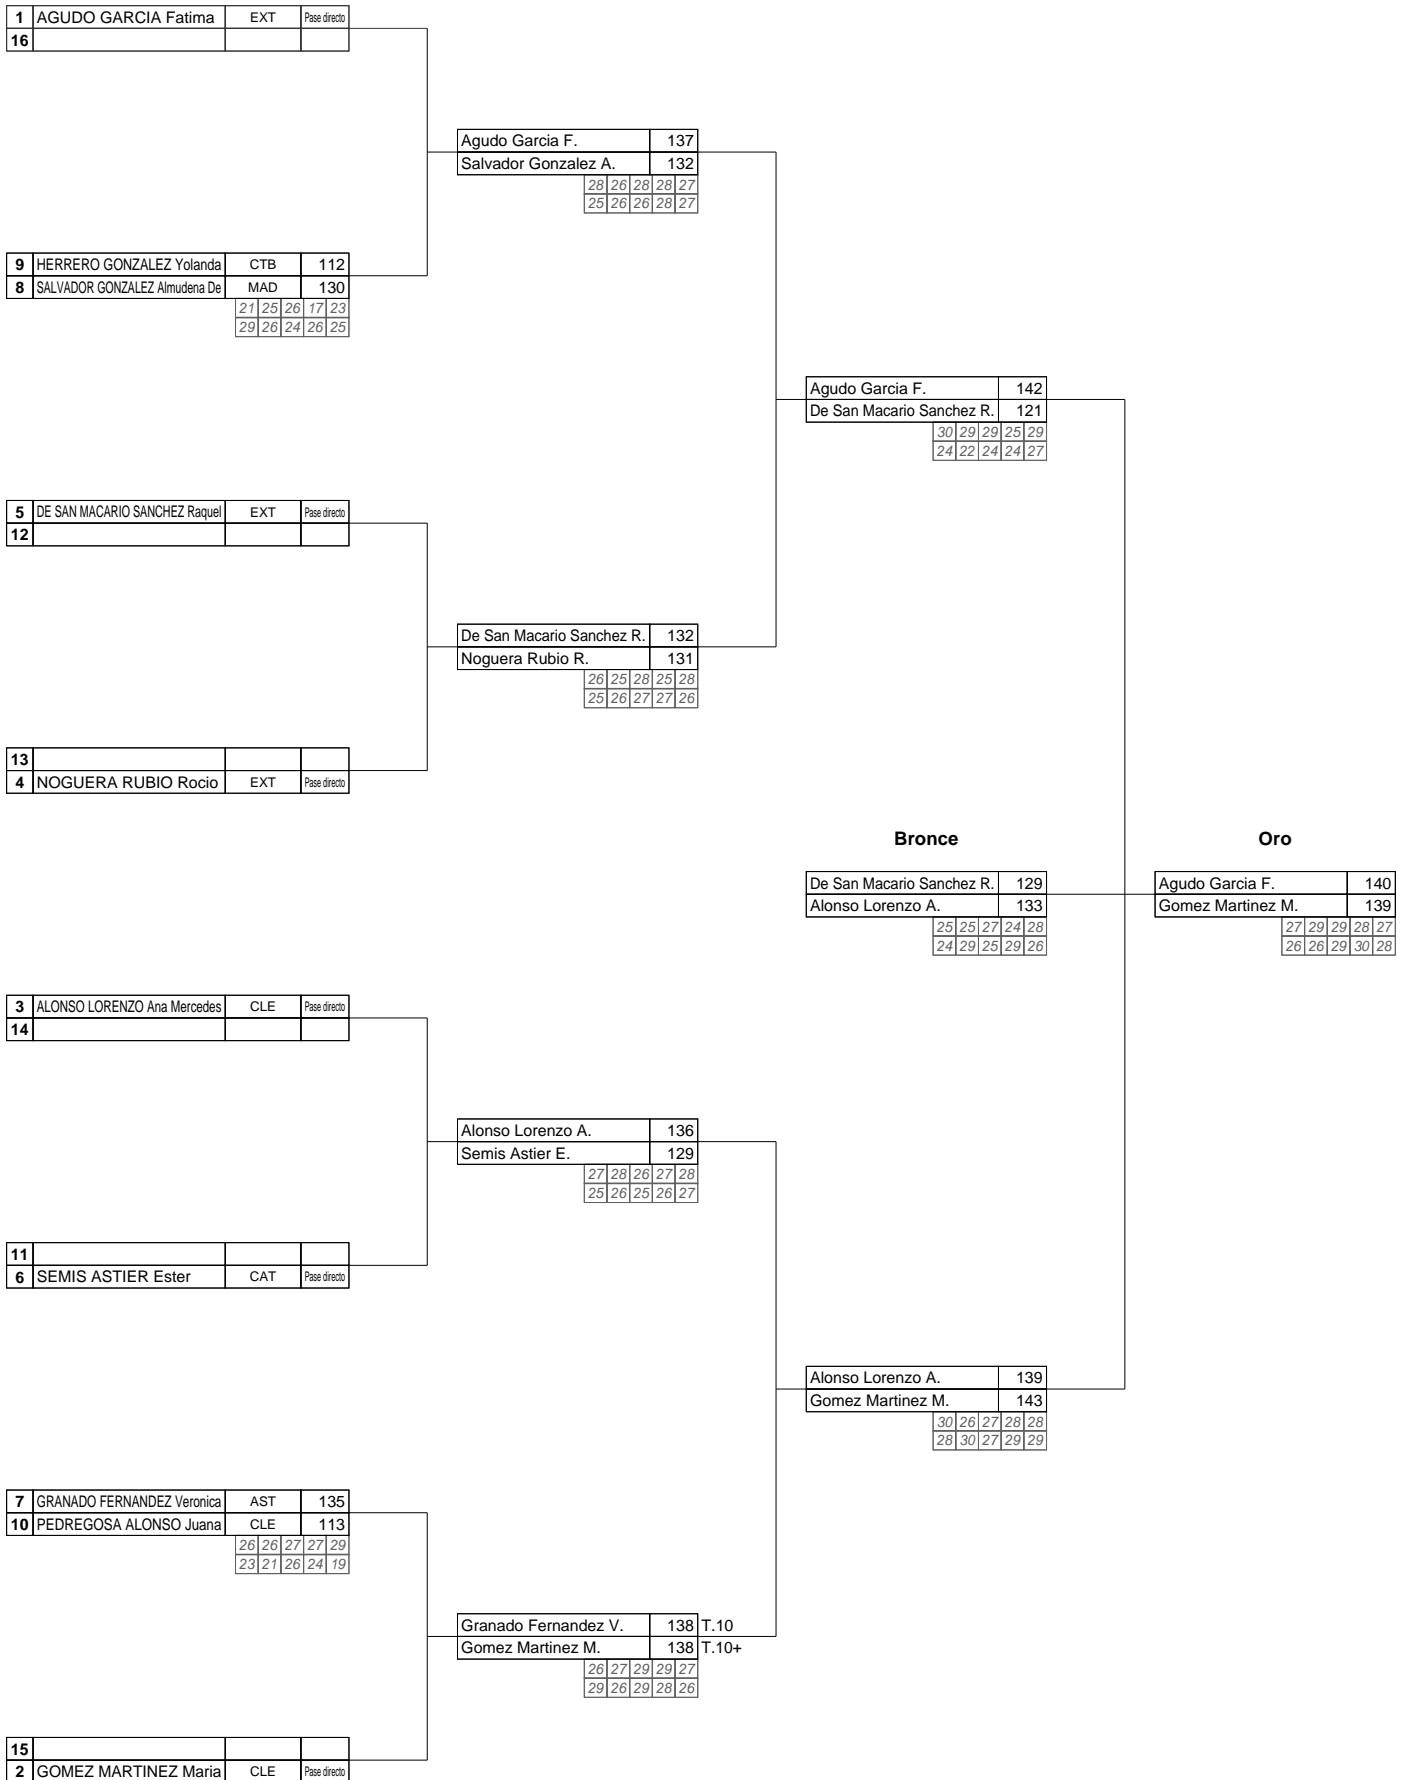 1 AGUDO GARCIA Fatima EXT Pase directo
16
Agudo Garcia F. 137
Salvador Gonzalez A. 132
28 26 28 28 27
25 26 26 28 27
9 HERRERO GONZALEZ Yolanda CTB 112
8 SALVADOR GONZALEZ Almudena De MAD 130
21 25 26 17 23
29 26 24 26 25
Agudo Garcia F. 142
De San Macario Sanchez R. 121
30 29 29 25 29
24 22 24 24 27
5 DE SAN MACARIO SANCHEZ Raquel EXT Pase directo
12
De San Macario Sanchez R. 132
Noguera Rubio R. 131
26 25 28 25 28
25 26 27 27 26
13
4 NOGUERA RUBIO Rocio EXT Pase directo
Bronce Oro
De San Macario Sanchez R. 129 Agudo Garcia F. 140
Alonso Lorenzo A. 133 Gomez Martinez M. 139
25 25 27 24 28 27 29 29 28 27
24 29 25 29 26 26 26 29 30 28
3 ALONSO LORENZO Ana Mercedes CLE Pase directo
14
Alonso Lorenzo A. 136
Semis Astier E. 129
27 28 26 27 28
25 26 25 26 27
11
6 SEMIS ASTIER Ester CAT Pase directo
Alonso Lorenzo A. 139
Gomez Martinez M. 143
30 26 27 28 28
28 30 27 29 29
7 GRANADO FERNANDEZ Veronica AST 135
10 PEDREGOSA ALONSO Juana CLE 113
26 26 27 27 29
23 21 26 24 19
Granado Fernandez V. 138 T.10
Gomez Martinez M. 138 T.10+
26 27 29 29 27
29 26 29 28 26
15
2 GOMEZ MARTINEZ Maria CLE Pase directo